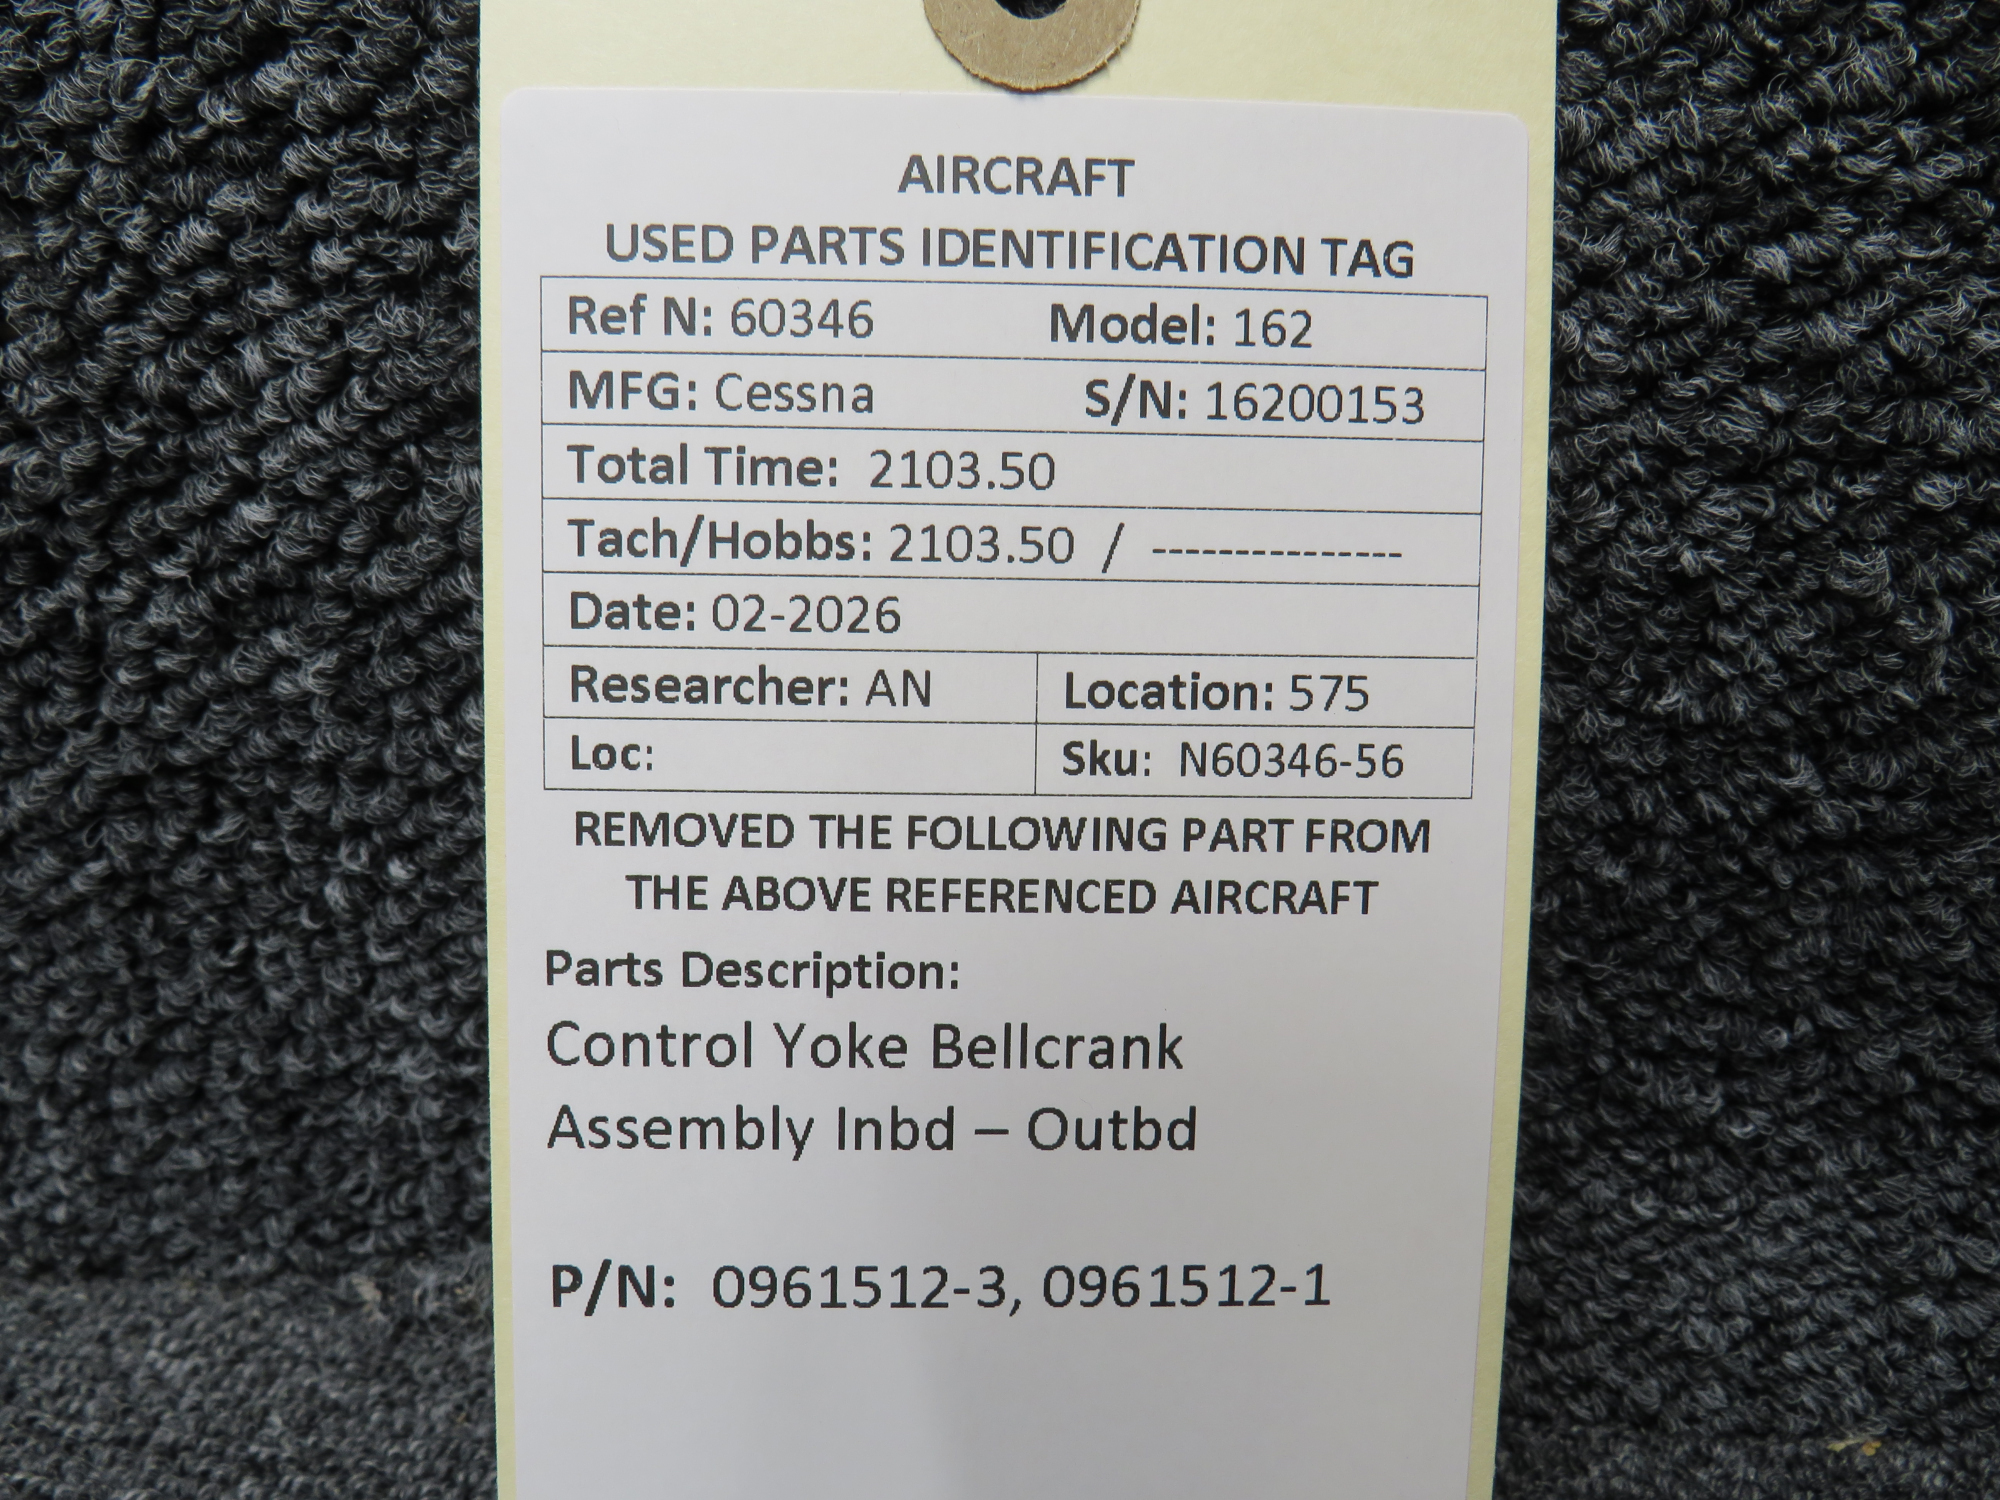 AIRCRAFT
USED PARTS IDENTIFICATION TAG
Ref N: 60346 Model: 162
MFG: Cessna S/N: 16200153
Total Time: 2103.50
Tach/Hobbs: 2103.50 / ---------------
Date: 02-2026
Researcher: AN Location: 575
Loc: Sku: N60346-56
REMOVED THE FOLLOWING PART FROM
THE ABOVE REFERENCED AIRCRAFT
Parts Description:
Control Yoke Bellcrank
Assembly Inbd – Outbd
P/N: 0961512-3, 0961512-1